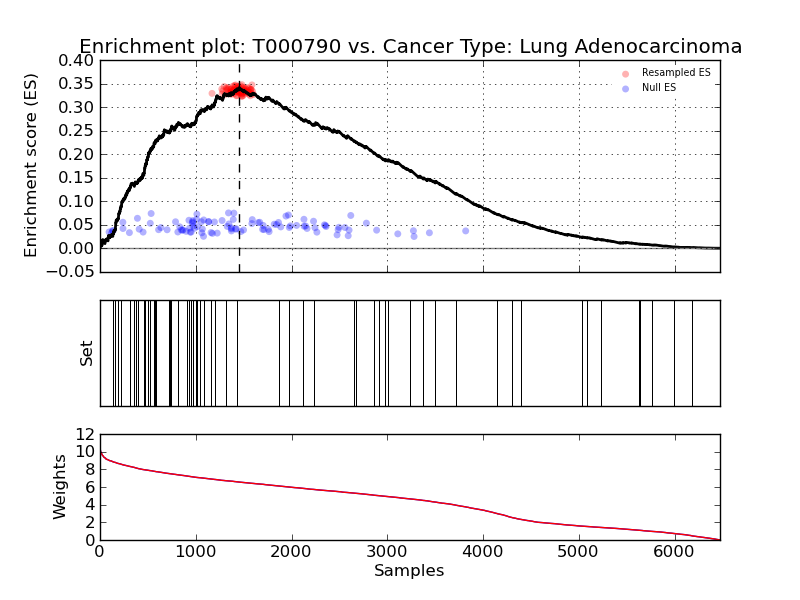 Enrichment plot: T000790 vs. Cancer Type: Lung Adenocarcinoma
0.40
0.35
0.30
0.25
0.20
0.15
0.10
0.05
0.00
−0.05
Enrichment score (ES)
Resampled ES
Null ES
Set
12
10
8
6
4
2
0
Weights
0 1000 2000 3000 4000 5000 6000
Samples